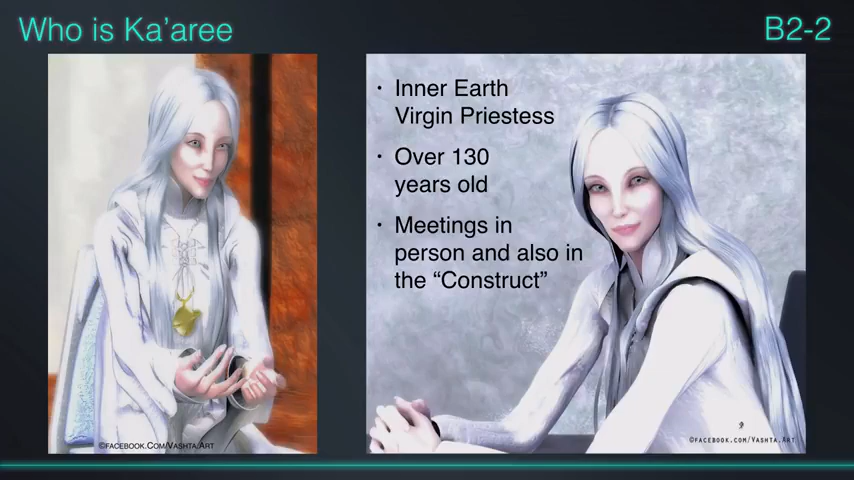 Who is Ka’aree
B2-2
• Inner Earth
Virgin Priestess
• Over 130
years old
• Meetings in
person and also in
the “Construct”
©Facebook.Com/Vashta.Art
©facebook.com/Vashta.Art